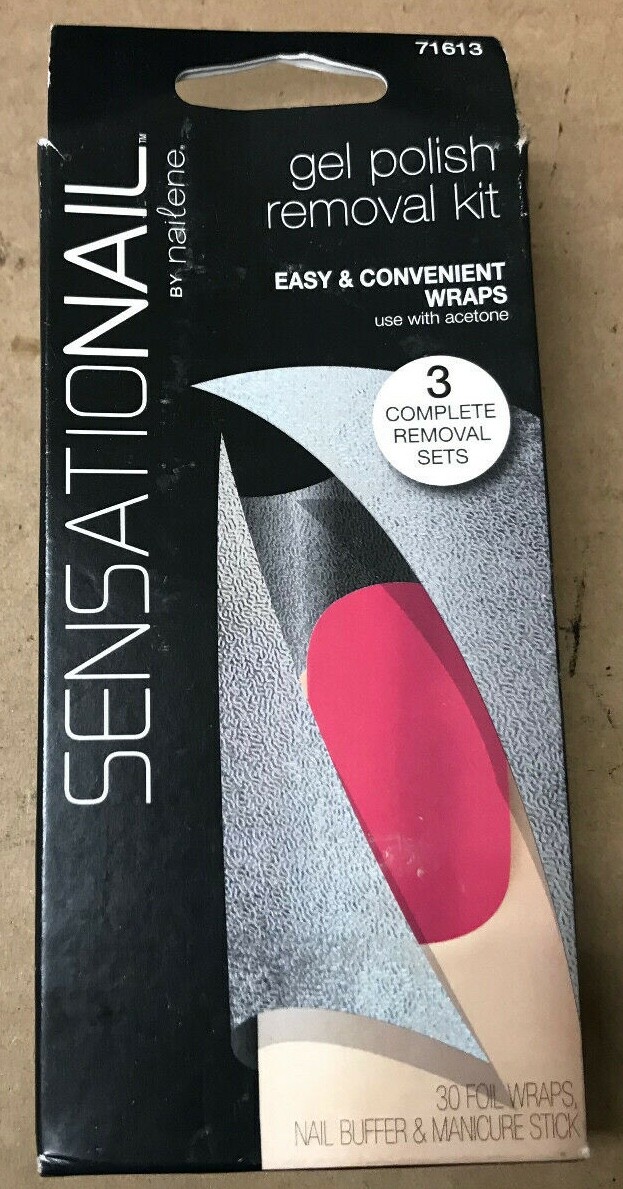 71613
SENSATIONAIL™
BY nailene®
gel polish
removal kit
EASY & CONVENIENT
WRAPS
use with acetone
3
COMPLETE
REMOVAL
SETS
30 FOIL WRAPS,
NAIL BUFFER & MANICURE STICK